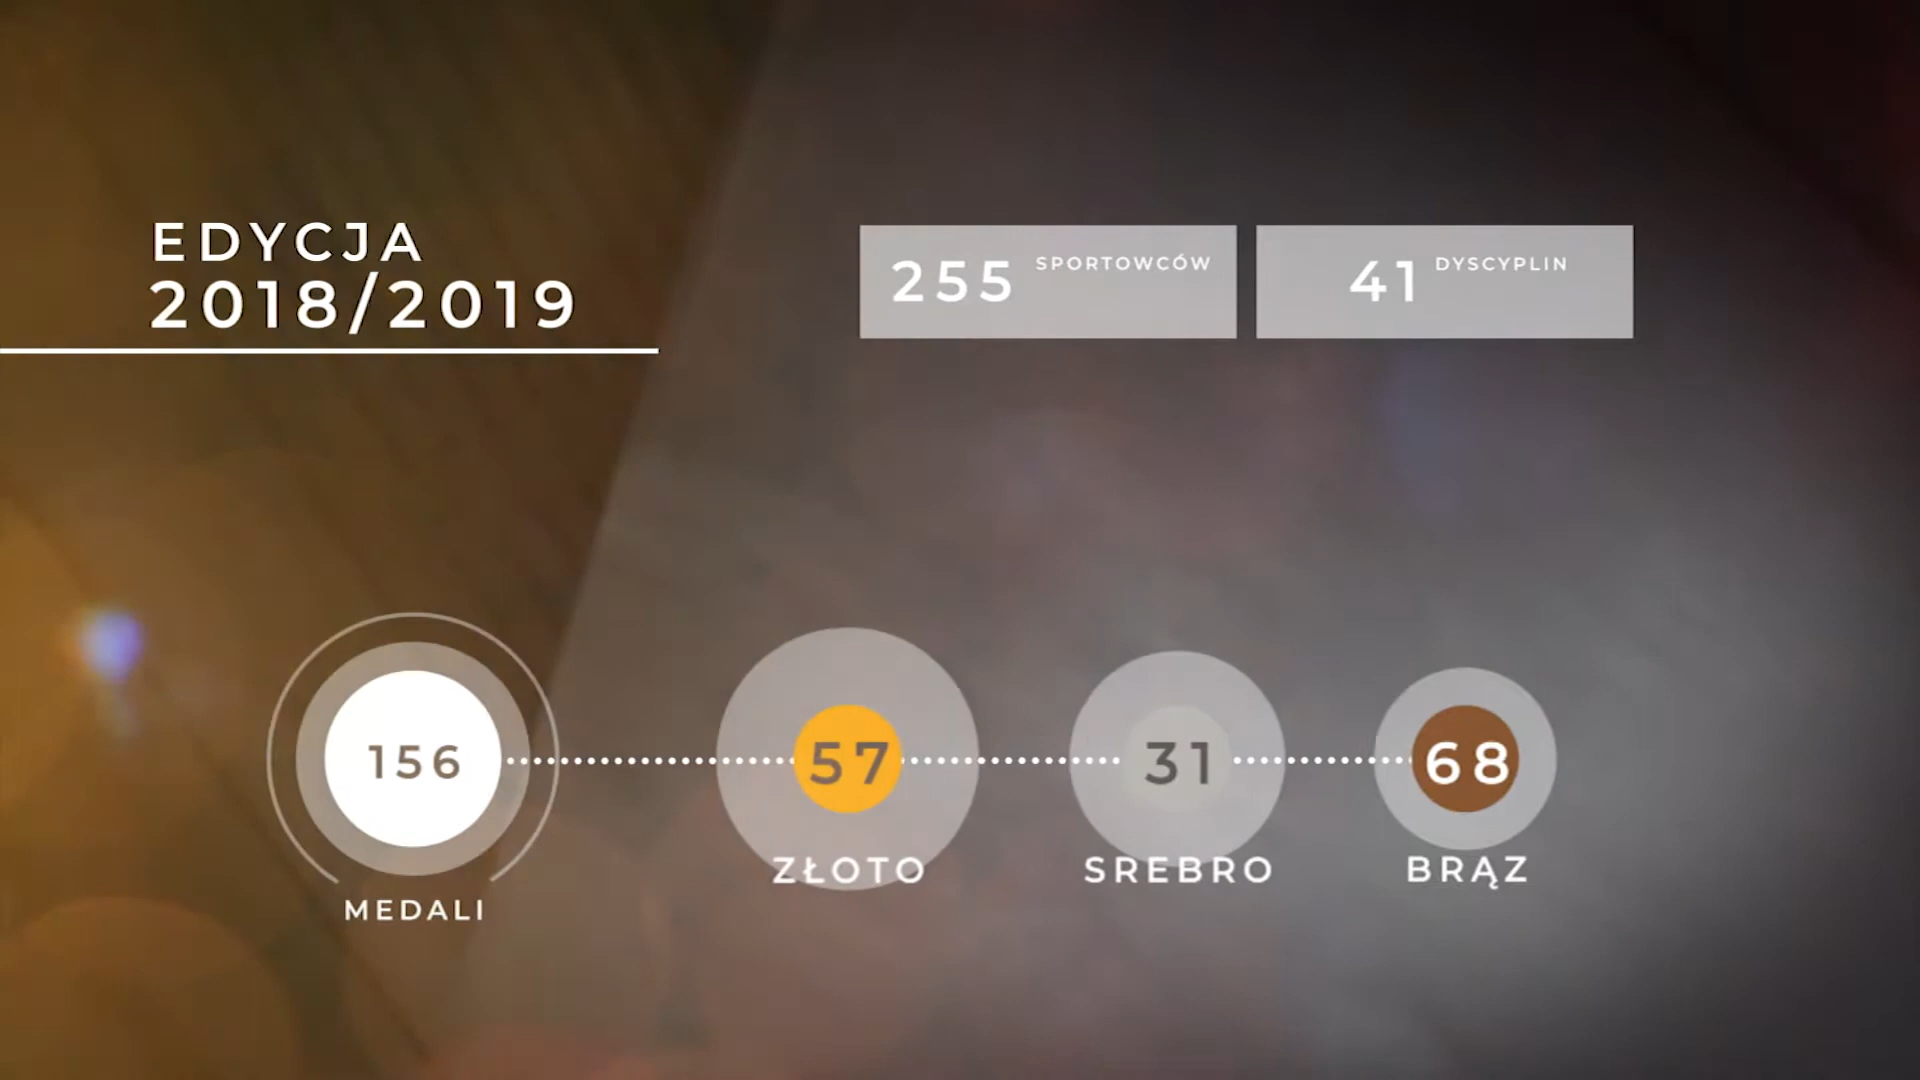 EDYCJA
2018/2019
255 SPORTOWCÓW
41 DYSCYPLIN
156
MEDALI
57
ZŁOTO
31
SREBRO
68
BRĄZ